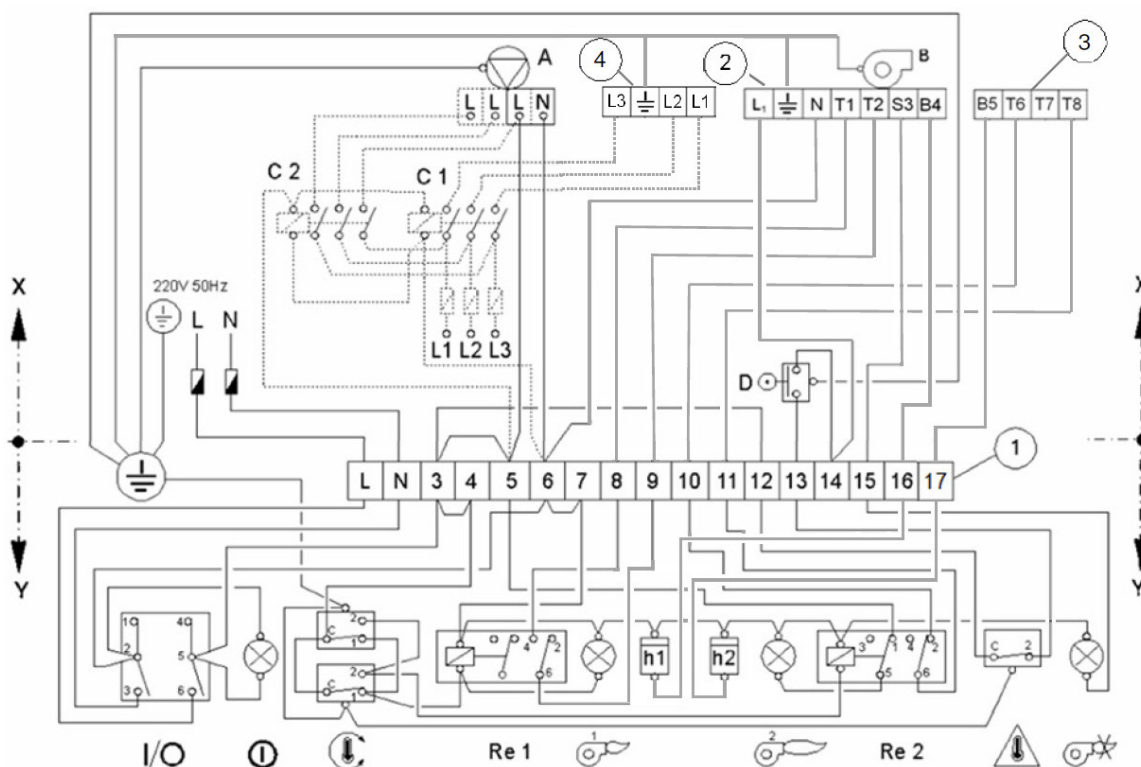 A
4
2
B
3
L L L N
L3 L2 L1
L₁ N T1 T2 S3 B4
B5 T6 T7 T8
C 2
C 1
X
X
220V 50Hz
L N
L1 L2 L3
D
1
L N 3 4 5 6 7 8 9 10 11 12 13 14 15 16 17
Y
Y
1 4
2 5
3 6
2
C 1
2
C 1
4 2
6
h1
h2
3 1 4 2
5 6
C 2
I/O
Re 1
1
2
Re 2